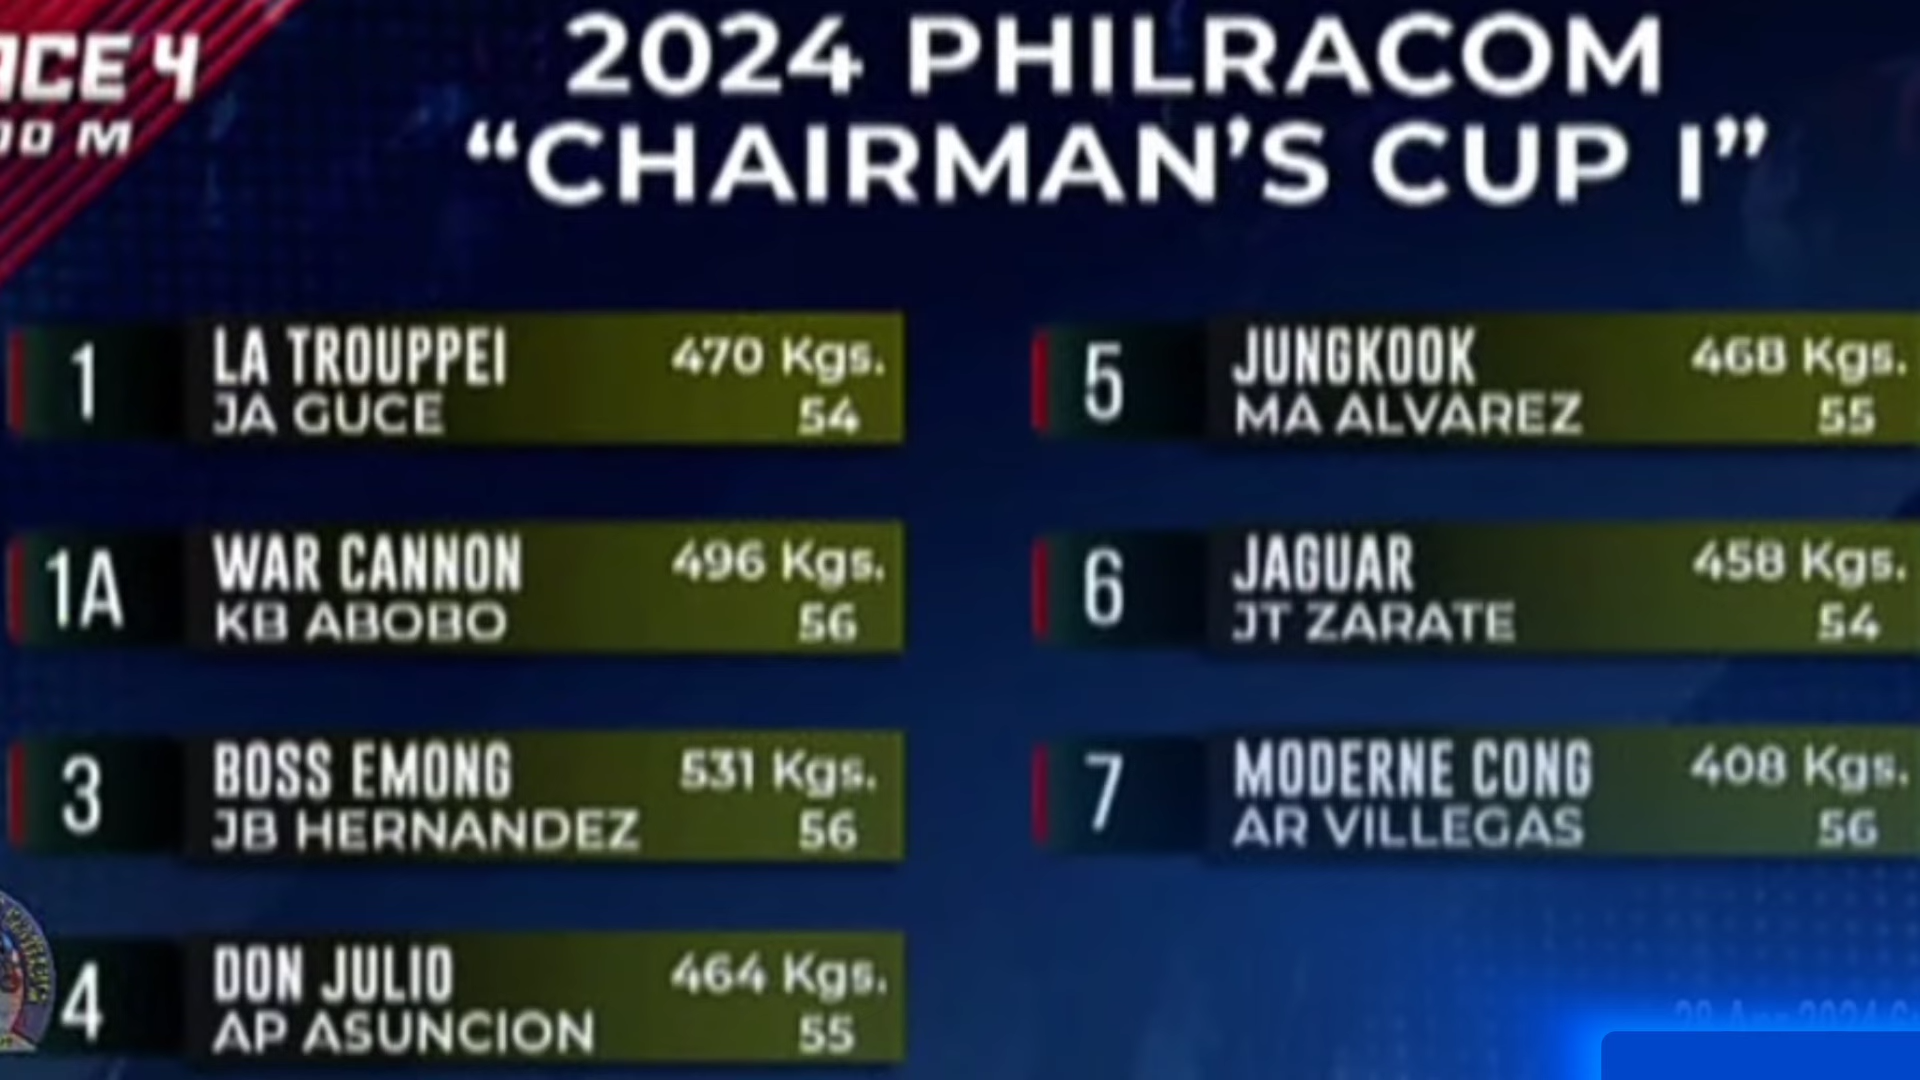 ACE 4
00 M
2024 PHILRACOM
“CHAIRMAN’S CUP I”
1
LA TROUPPEI
470 Kgs.
JA GUCE
54
1A
WAR CANNON
496 Kgs.
KB ABOBO
56
3
BOSS EMONG
531 Kgs.
JB HERNANDEZ
56
4
DON JULIO
464 Kgs.
AP ASUNCION
55
5
JUNGKOOK
468 Kgs.
MA ALVAREZ
55
6
JAGUAR
458 Kgs.
JT ZARATE
54
7
MODERNE CONG
408 Kgs.
AR VILLEGAS
56